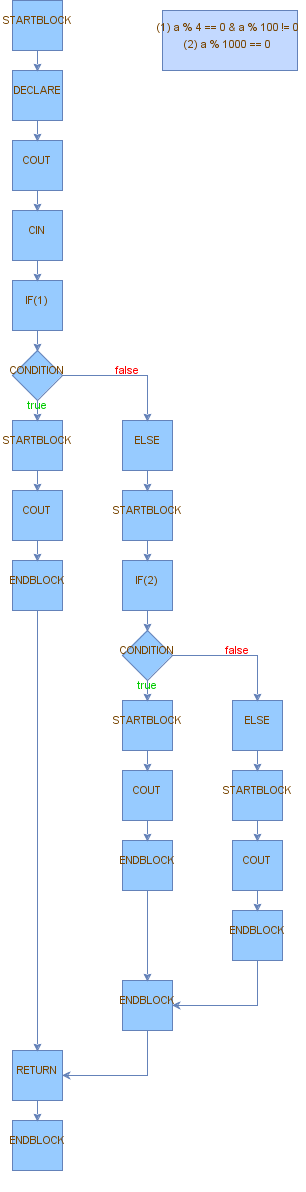 STARTBLOCK
(1) a % 4 == 0 & a % 100 != 0
(2) a % 1000 == 0
DECLARE
COUT
CIN
IF(1)
CONDITION
false
true
STARTBLOCK
ELSE
COUT
STARTBLOCK
ENDBLOCK
IF(2)
CONDITION
false
true
STARTBLOCK
ELSE
COUT
STARTBLOCK
ENDBLOCK
COUT
ENDBLOCK
ENDBLOCK
RETURN
ENDBLOCK